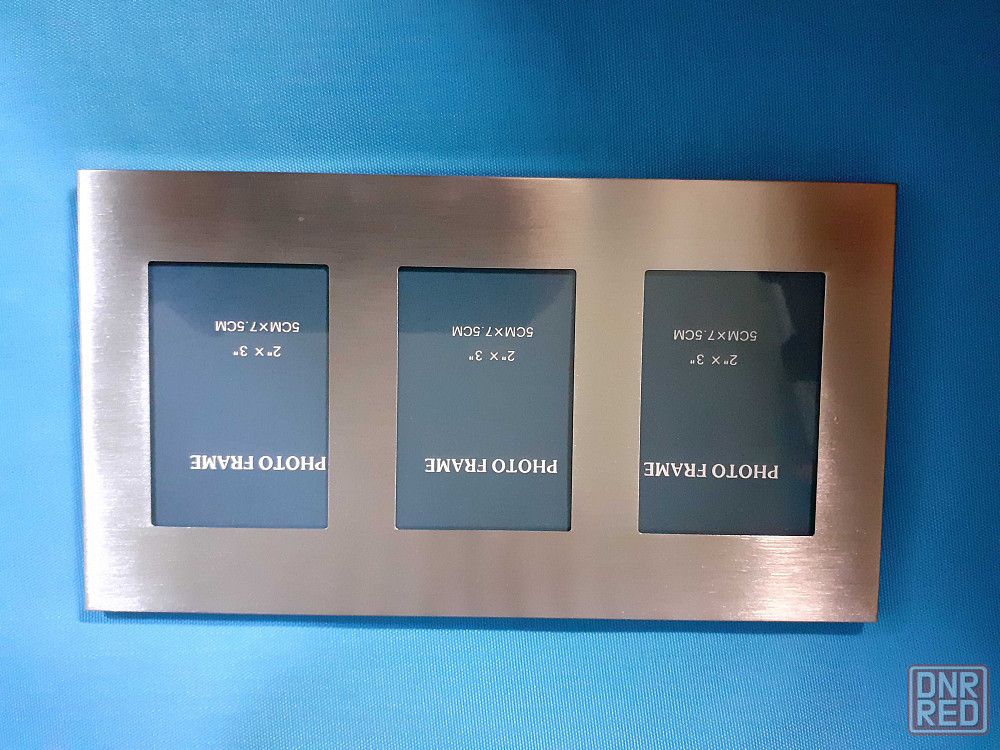 PHOTO FRAME
2" × 3"
5CM×7.5CM
PHOTO FRAME
2" × 3"
5CM×7.5CM
PHOTO FRAME
2" × 3"
5CM×7.5CM
DNR
RED